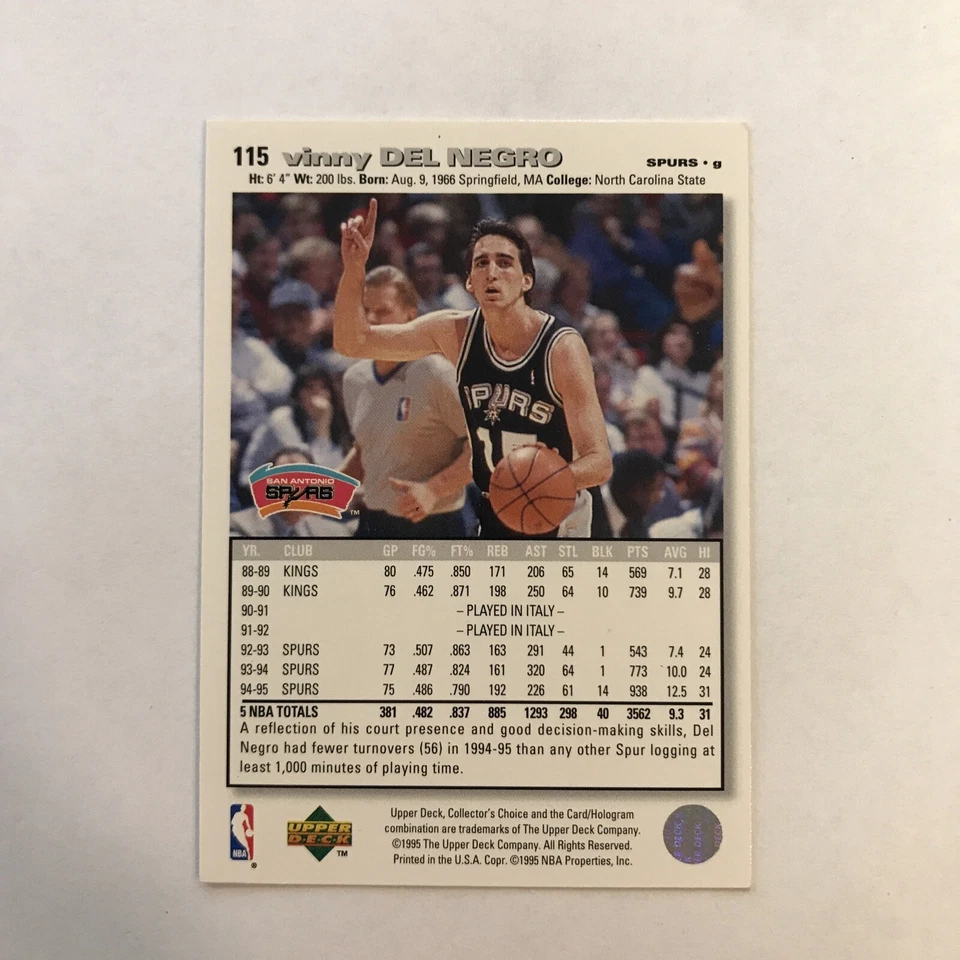 115 vinny DEL NEGRO SPURS • g
Ht: 6' 4" Wt: 200 lbs. Born: Aug. 9, 1966 Springfield, MA College: North Carolina State
SPURS
15
SAN ANTONIO
SPURS
TM
YR. CLUB GP FG% FT% REB AST STL BLK PTS AVG HI
88-89 KINGS 80 .475 .850 171 206 65 14 569 7.1 28
89-90 KINGS 76 .462 .871 198 250 64 10 739 9.7 28
90-91 – PLAYED IN ITALY –
91-92 – PLAYED IN ITALY –
92-93 SPURS 73 .507 .863 163 291 44 1 543 7.4 24
93-94 SPURS 77 .487 .824 161 320 64 1 773 10.0 24
94-95 SPURS 75 .486 .790 192 226 61 14 938 12.5 31
5 NBA TOTALS 381 .482 .837 885 1293 298 40 3562 9.3 31
A reflection of his court presence and good decision-making skills, Del
Negro had fewer turnovers (56) in 1994-95 than any other Spur logging at
least 1,000 minutes of playing time.
NBA ®
UPPER
DECK
TM
Upper Deck, Collector's Choice and the Card/Hologram
combination are trademarks of The Upper Deck Company.
©1995 The Upper Deck Company. All Rights Reserved.
Printed in the U.S.A. Copr. ©1995 NBA Properties, Inc.